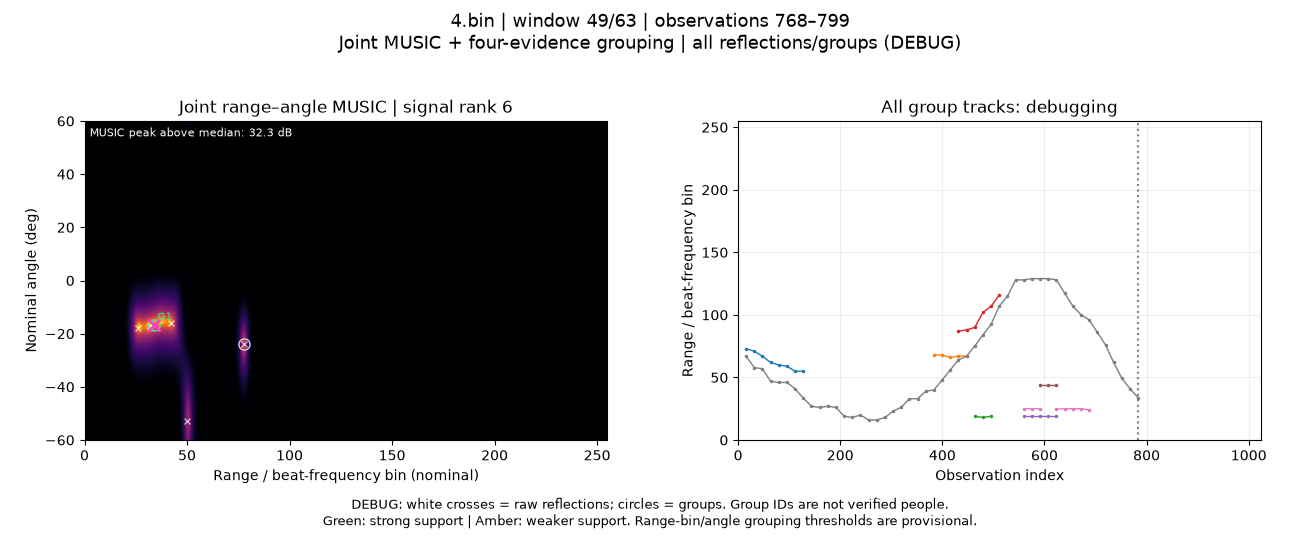 4.bin | window 49/63 | observations 768–799
Joint MUSIC + four-evidence grouping | all reflections/groups (DEBUG)
Joint range–angle MUSIC | signal rank 6
MUSIC peak above median: 32.3 dB
G1
60
40
20
0
−20
−40
−60
Nominal angle (deg)
0
50
100
150
200
250
Range / beat-frequency bin (nominal)
All group tracks: debugging
250
200
150
100
50
0
Range / beat-frequency bin
0
200
400
600
800
1000
Observation index
DEBUG: white crosses = raw reflections; circles = groups. Group IDs are not verified people.
Green: strong support | Amber: weaker support. Range-bin/angle grouping thresholds are provisional.